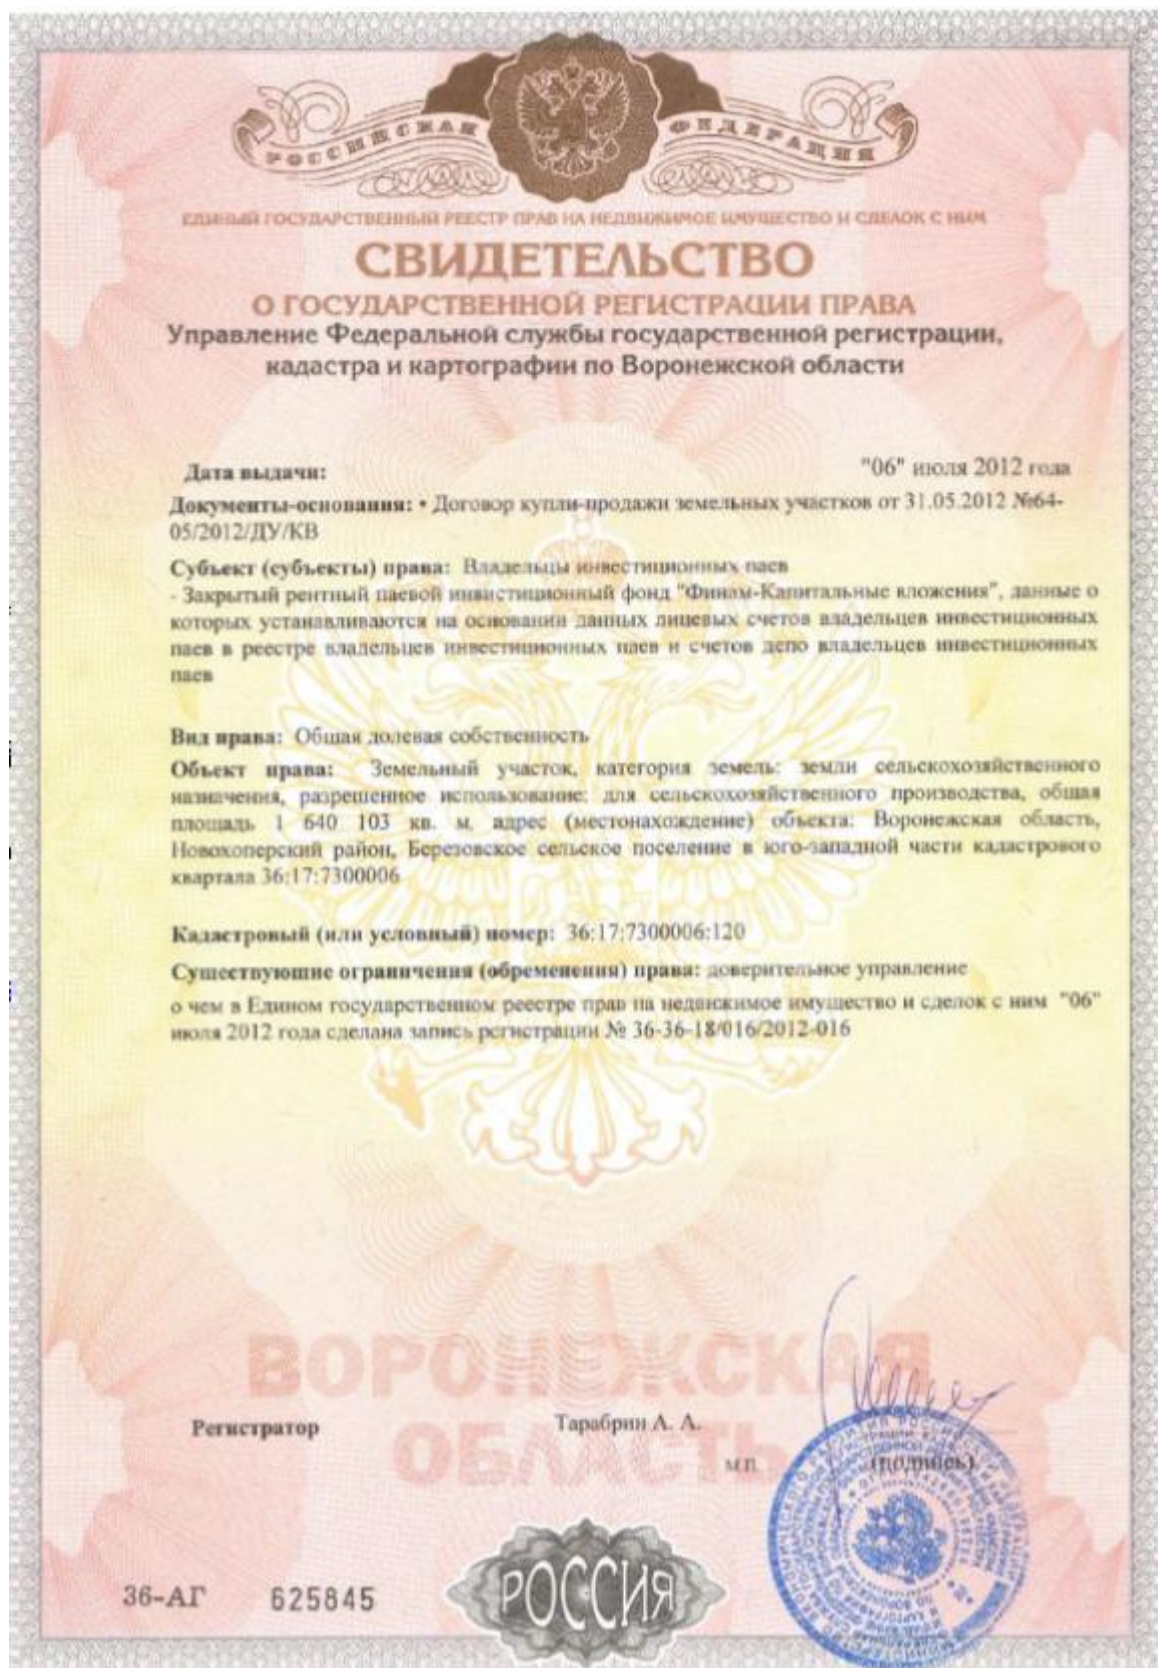 РОССИЙСКАЯ ФЕДЕРАЦИЯ
ЕДИНЫЙ ГОСУДАРСТВЕННЫЙ РЕЕСТР ПРАВ НА НЕДВИЖИМОЕ ИМУЩЕСТВО И СДЕЛОК С НИМ
СВИДЕТЕЛЬСТВО
О ГОСУДАРСТВЕННОЙ РЕГИСТРАЦИИ ПРАВА
Управление Федеральной службы государственной регистрации,
кадастра и картографии по Воронежской области
Дата выдачи: "06" июля 2012 года
Документы-основания: • Договор купли-продажи земельных участков от 31.05.2012 №64-
05/2012/ДУ/КВ
Субъект (субъекты) права: Владельцы инвестиционных паев
- Закрытый рентный паевой инвистиционный фонд "Финам-Капитальные вложения", данные о
которых устанавливаются на основании данных лицевых счетов владельцев инвестиционных
паев в реестре владельцев инвестиционных паев и счетов депо владельцев инвестиционных
паев
Вид права: Общая долевая собственность
Объект права: Земельный участок, категория земель: земли сельскохозяйственного
назначения, разрешенное использование: для сельскохозяйственного производства, общая
площадь 1 640 103 кв. м, адрес (местонахождение) объекта: Воронежская область,
Новохоперский район, Березовское сельское поселение в юго-западной части кадастрового
квартала 36:17:7300006
Кадастровый (или условный) номер: 36:17:7300006:120
Существующие ограничения (обременения) права: доверительное управление
о чем в Едином государственном реестре прав на недвижимое имущество и сделок с ним "06"
июля 2012 года сделана запись регистрации № 36-36-18/016/2012-016
ВОРОНЕЖСКАЯ
ОБЛАСТЬ
Регистратор Тарабрин А. А.
м.п. (подпись)
РОССИЯ
36-АГ 625845